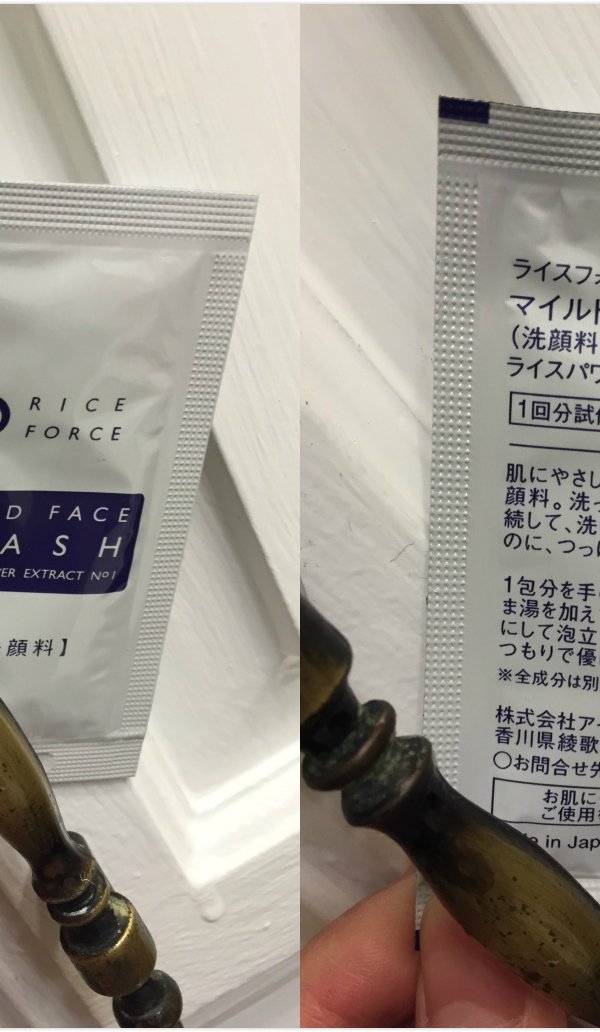 RICE
FORCE
D FACE
ASH
ER EXTRACT No1
顔料】
ライスフ
マイルド
(洗顔料
ライスパワ
1回分試
肌にやさし
顔料。洗っ
続して、洗
のに、つっ
1包分を手
ま湯を加え
にして泡立
つもりで優
※全成分は別
株式会社ア
香川県綾歌
○お問合せ先
お肌に
ご使用
in Jap